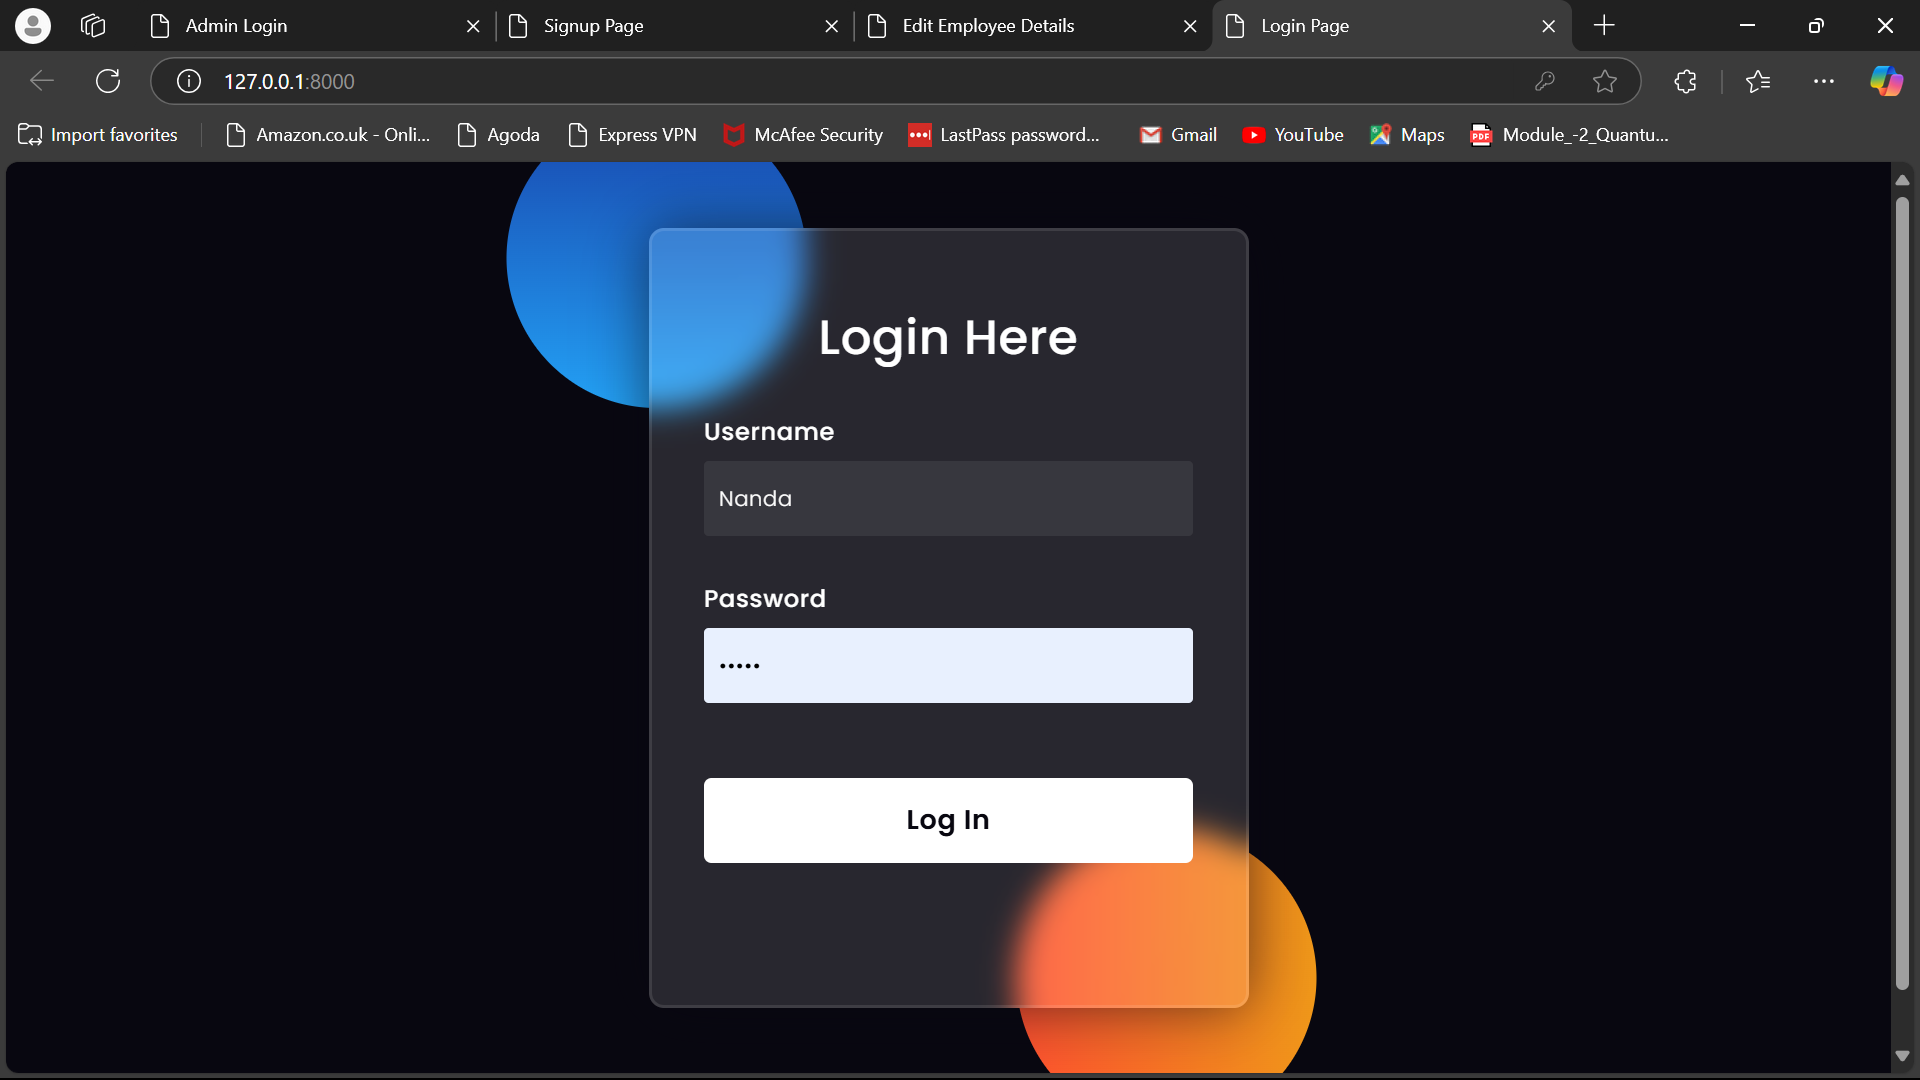 Admin Login
Signup Page
Edit Employee Details
Login Page
127.0.0.1:8000
Import favorites
Amazon.co.uk - Onli...
Agoda
Express VPN
McAfee Security
LastPass password...
Gmail
YouTube
Maps
PDF
Module_-2_Quantu...
Login Here
Username
Nanda
Password
•••••
Log In